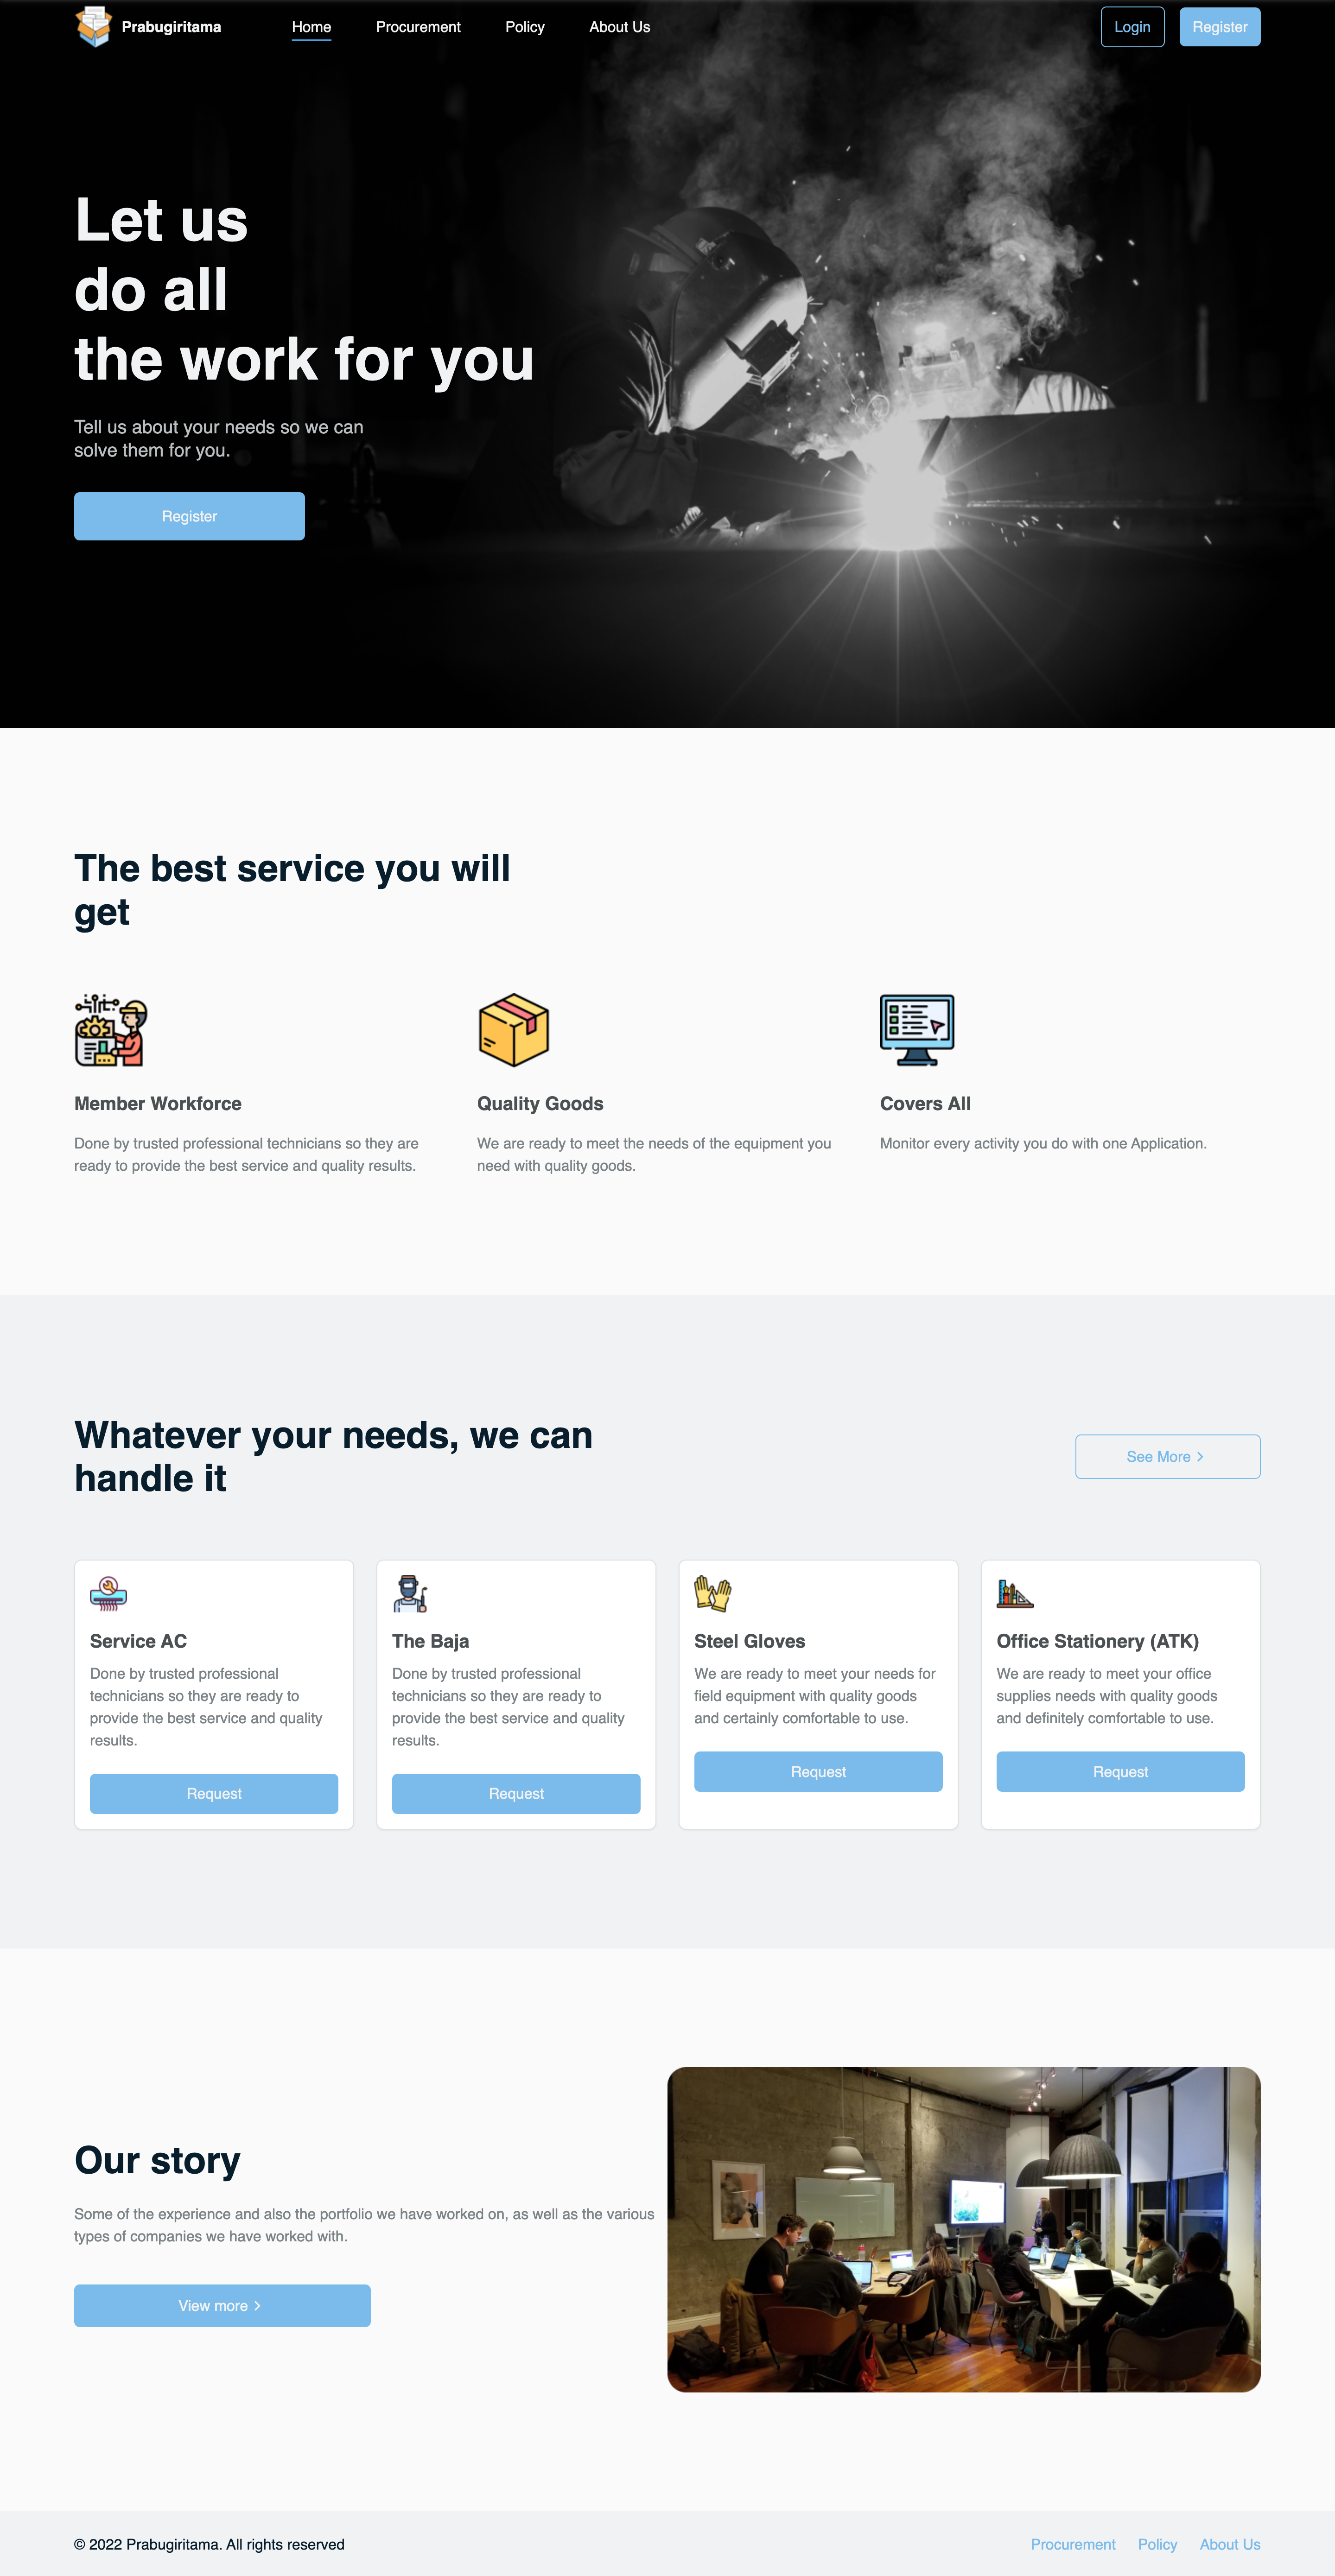 Prabugiritama
Home
Procurement
Policy
About Us
Login
Register
Let us
do all
the work for you
Tell us about your needs so we can
solve them for you.
Register
The best service you will
get
Member Workforce
Done by trusted professional technicians so they are
ready to provide the best service and quality results.
Quality Goods
We are ready to meet the needs of the equipment you
need with quality goods.
Covers All
Monitor every activity you do with one Application.
Whatever your needs, we can
handle it
See More
Service AC
Done by trusted professional
technicians so they are ready to
provide the best service and quality
results.
Request
The Baja
Done by trusted professional
technicians so they are ready to
provide the best service and quality
results.
Request
Steel Gloves
We are ready to meet your needs for
field equipment with quality goods
and certainly comfortable to use.
Request
Office Stationery (ATK)
We are ready to meet your office
supplies needs with quality goods
and definitely comfortable to use.
Request
Our story
Some of the experience and also the portfolio we have worked on, as well as the various
types of companies we have worked with.
View more
© 2022 Prabugiritama. All rights reserved
Procurement
Policy
About Us